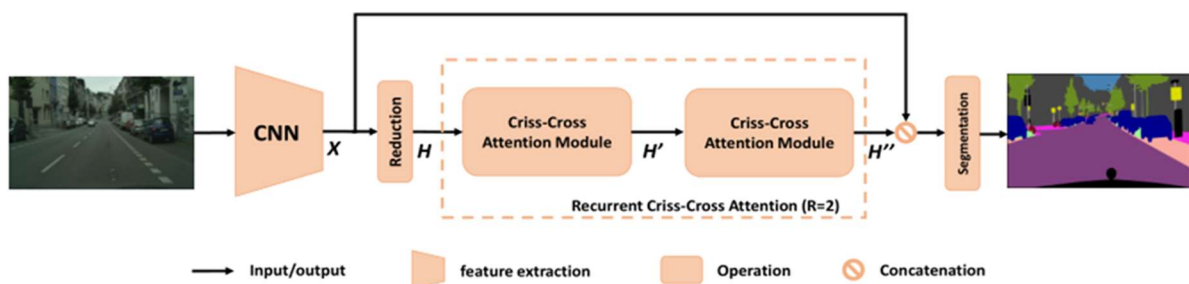 CNN
X
Reduction
H
Criss-Cross
Attention Module
H’
Criss-Cross
Attention Module
H’’
Segmentation
Recurrent Criss-Cross Attention (R=2)
Input/output
feature extraction
Operation
Concatenation